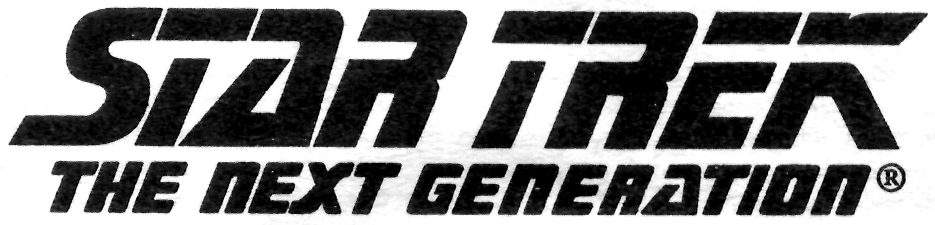 STAR TREK
THE NEXT GENERATION®